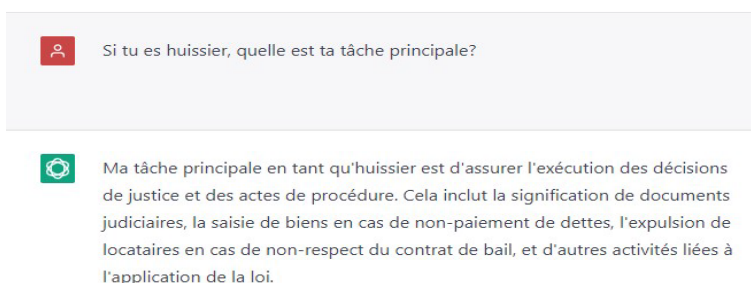 Si tu es huissier, quelle est ta tâche principale?
Ma tâche principale en tant qu'huissier est d'assurer l'exécution des décisions
de justice et des actes de procédure. Cela inclut la signification de documents
judiciaires, la saisie de biens en cas de non-paiement de dettes, l'expulsion de
locataires en cas de non-respect du contrat de bail, et d'autres activités liées à
l'application de la loi.